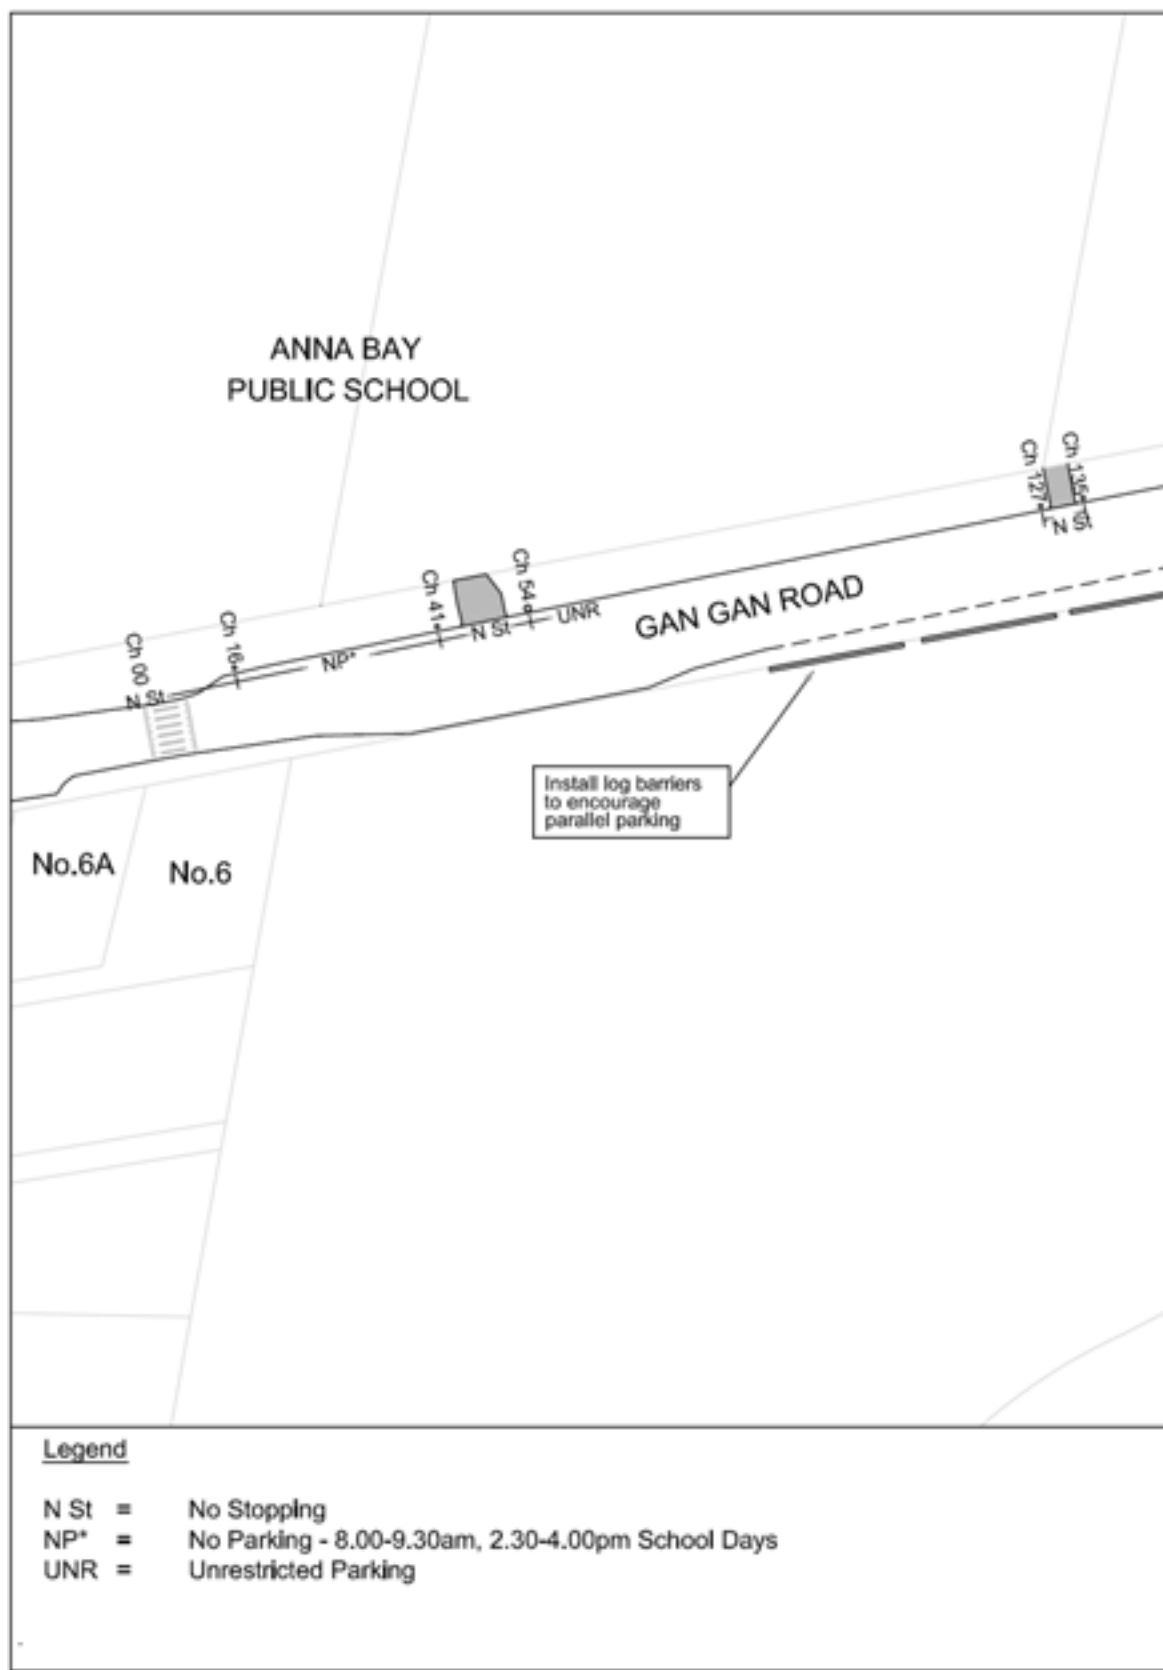 ANNA BAY
PUBLIC SCHOOL
Ch 127
Ch 135
N St
Ch 41
Ch 54
N St
UNR
GAN GAN ROAD
Ch 00
Ch 16
N St
NP*
Install log barriers
to encourage
parallel parking
No.6A
No.6
Legend
N St = No Stopping
NP* = No Parking - 8.00-9.30am, 2.30-4.00pm School Days
UNR = Unrestricted Parking